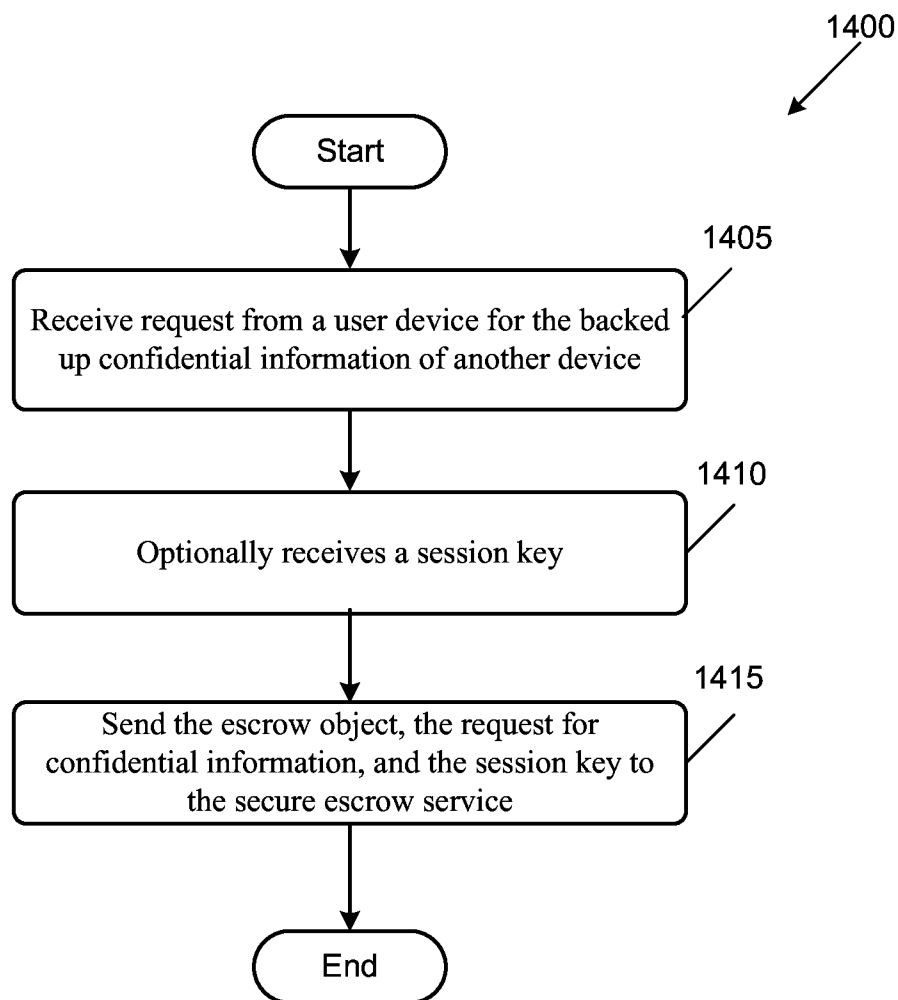 1400
Start
1405
Receive request from a user device for the backed
up confidential information of another device
1410
Optionally receives a session key
1415
Send the escrow object, the request for
confidential information, and the session key to
the secure escrow service
End